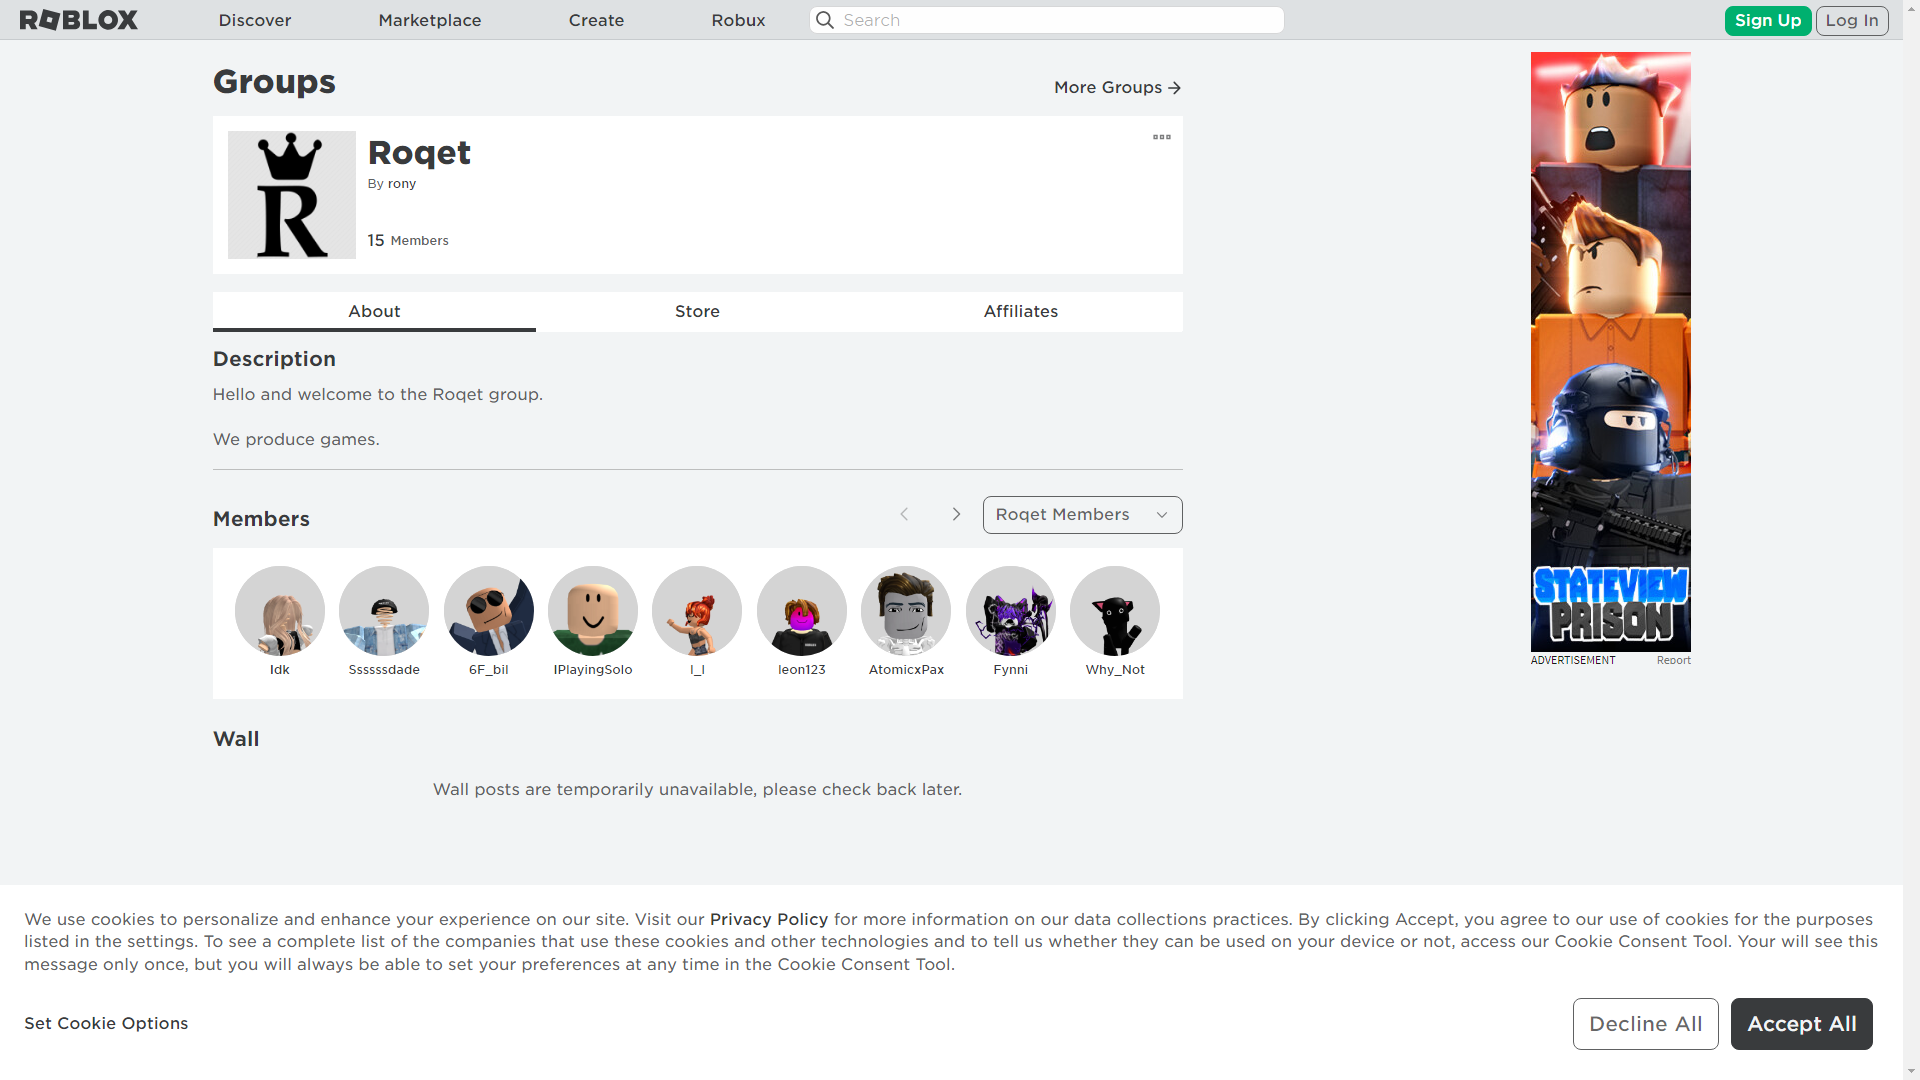 ROBLOX
Discover
Marketplace
Create
Robux
Search
Sign Up
Log In
Groups
More Groups
R
Roqet
By rony
15 Members
About
Store
Affiliates
Description
Hello and welcome to the Roqet group.
We produce games.
Members
Roqet Members
Idk
Sssssssdade
6F_bil
IPlayingSolo
I_I
leon123
AtomicxPax
Fynni
Why_Not
Wall
Wall posts are temporarily unavailable, please check back later.
STATEVIEW
PRISON
ADVERTISEMENT
Report
We use cookies to personalize and enhance your experience on our site. Visit our Privacy Policy for more information on our data collections practices. By clicking Accept, you agree to our use of cookies for the purposes
listed in the settings. To see a complete list of the companies that use these cookies and other technologies and to tell us whether they can be used on your device or not, access our Cookie Consent Tool. Your will see this
message only once, but you will always be able to set your preferences at any time in the Cookie Consent Tool.
Set Cookie Options
Decline All
Accept All